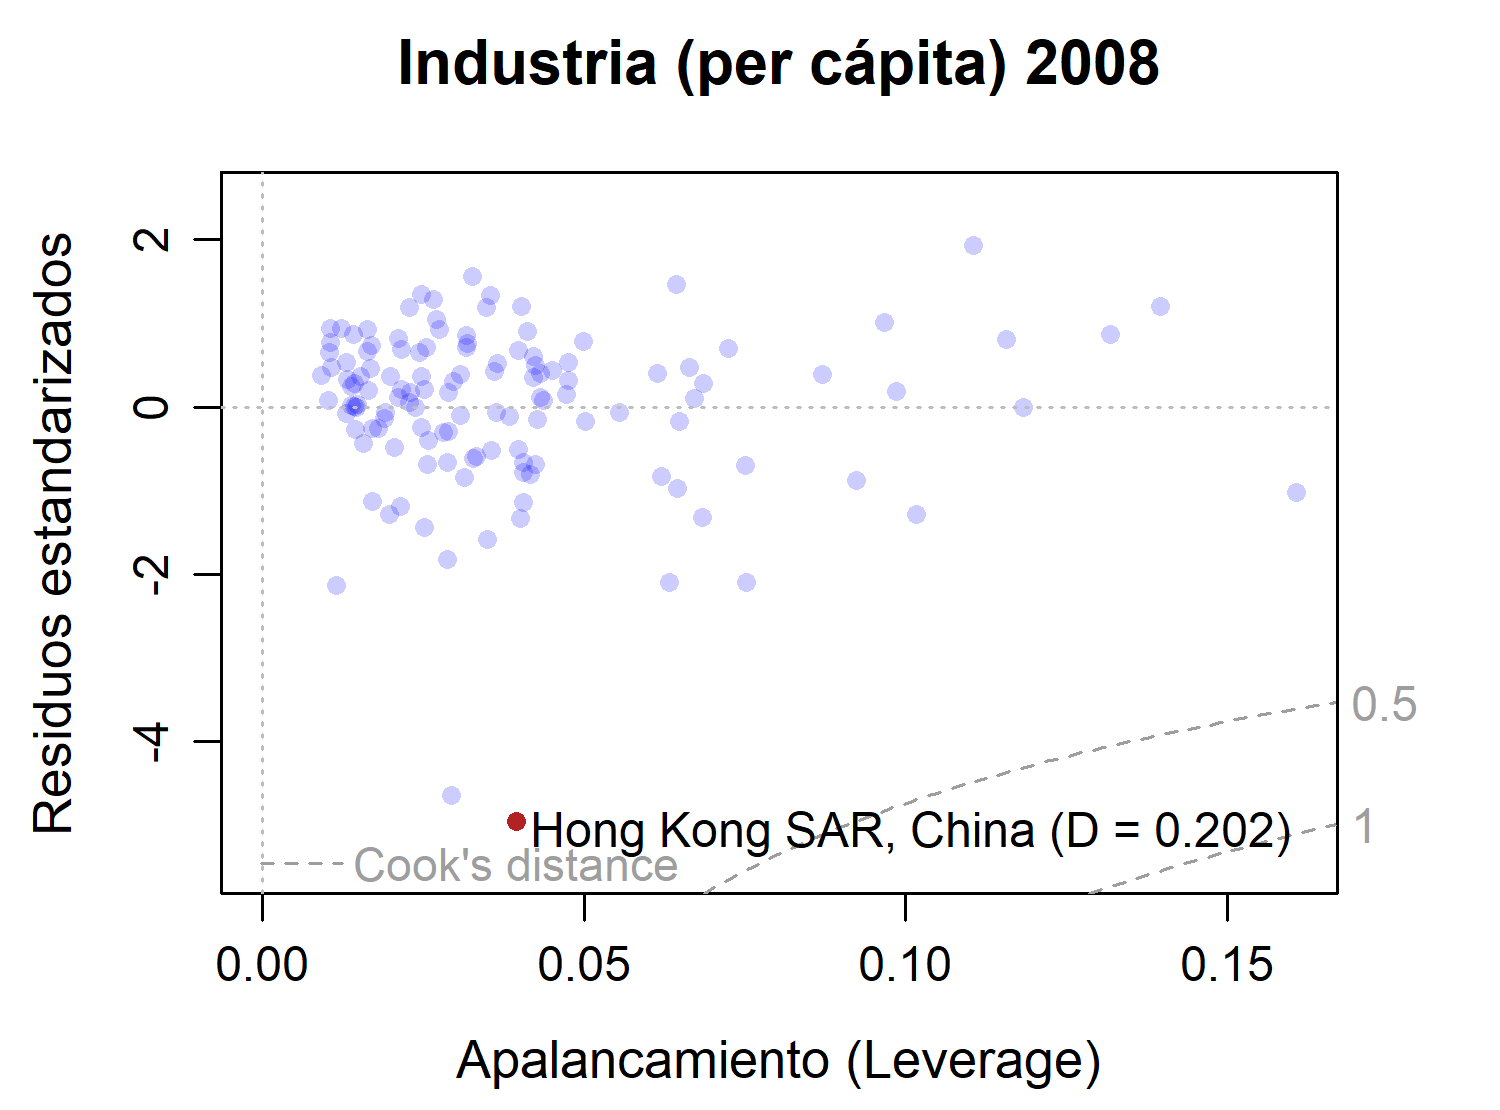 Industria (per cápita) 2008
Residuos estandarizados
2
0
-2
-4
0.5
1
Hong Kong SAR, China (D = 0.202)
Cook's distance
0.00 0.05 0.10 0.15
Apalancamiento (Leverage)